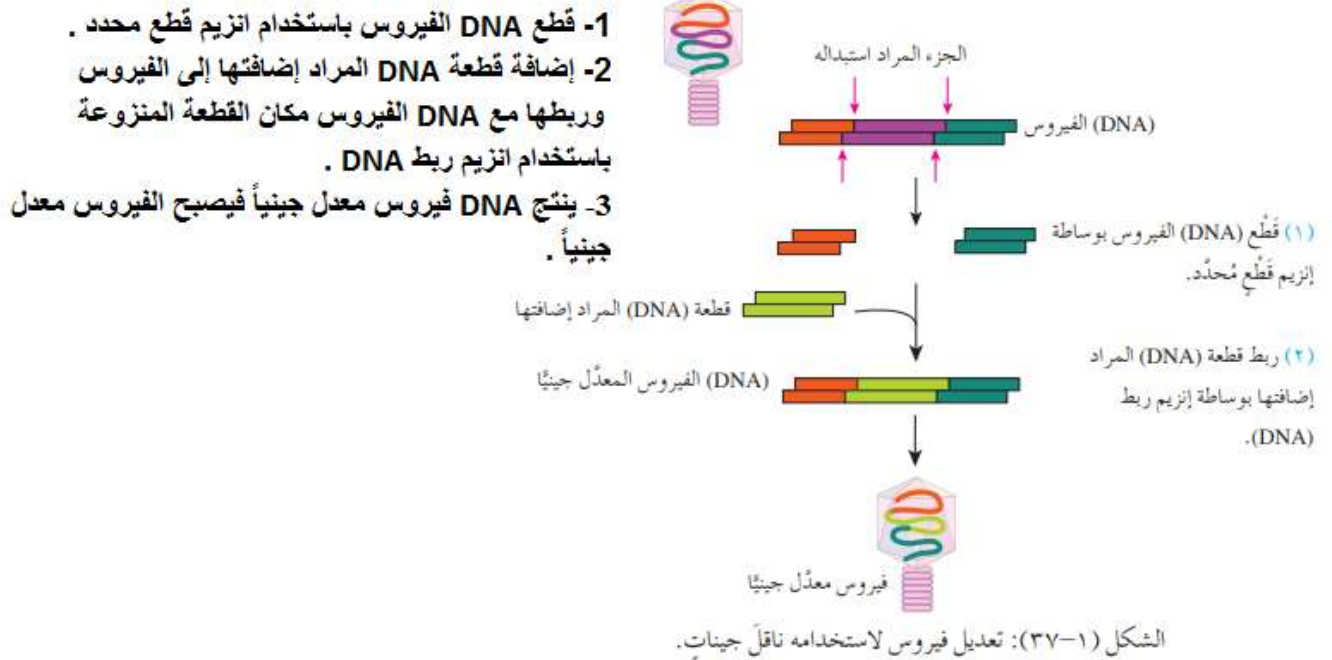 1- قطع DNA الفيروس باستخدام انزيم قطع محدد .
2- إضافة قطعة DNA المراد إضافتها إلى الفيروس
وربطها مع DNA الفيروس مكان القطعة المنزوعة
باستخدام انزيم ربط DNA .
3- ينتج DNA فيروس معدل جينياً فيصبح الفيروس معدل
جينياً .
الجزء المراد استبداله
(DNA) الفيروس
(١) قَطْع (DNA) الفيروس بوساطة
إنزيم قَطْعٍ مُحدَّد.
قطعة (DNA) المراد إضافتها
(٢) ربط قطعة (DNA) المراد
إضافتها بوساطة إنزيم ربط
(DNA).
(DNA) الفيروس المعدَّل جينيًّا
فيروس معدَّل جينيًّا
الشكل (١-٣٧): تعديل فيروس لاستخدامه ناقلَ جيناتٍ.